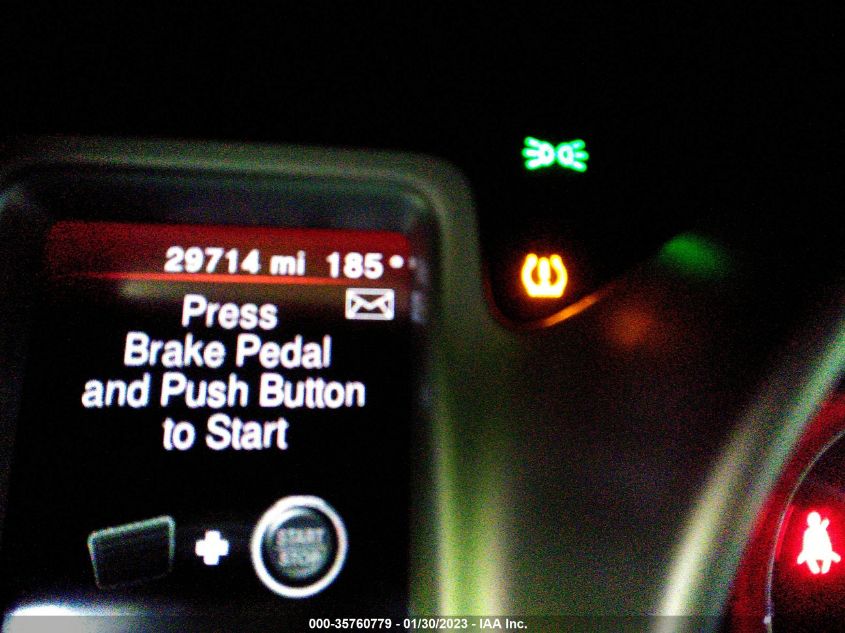 29714 mi 185°
Press
Brake Pedal
and Push Button
to Start
START
STOP
000-35760779 - 01/30/2023 - IAA Inc.